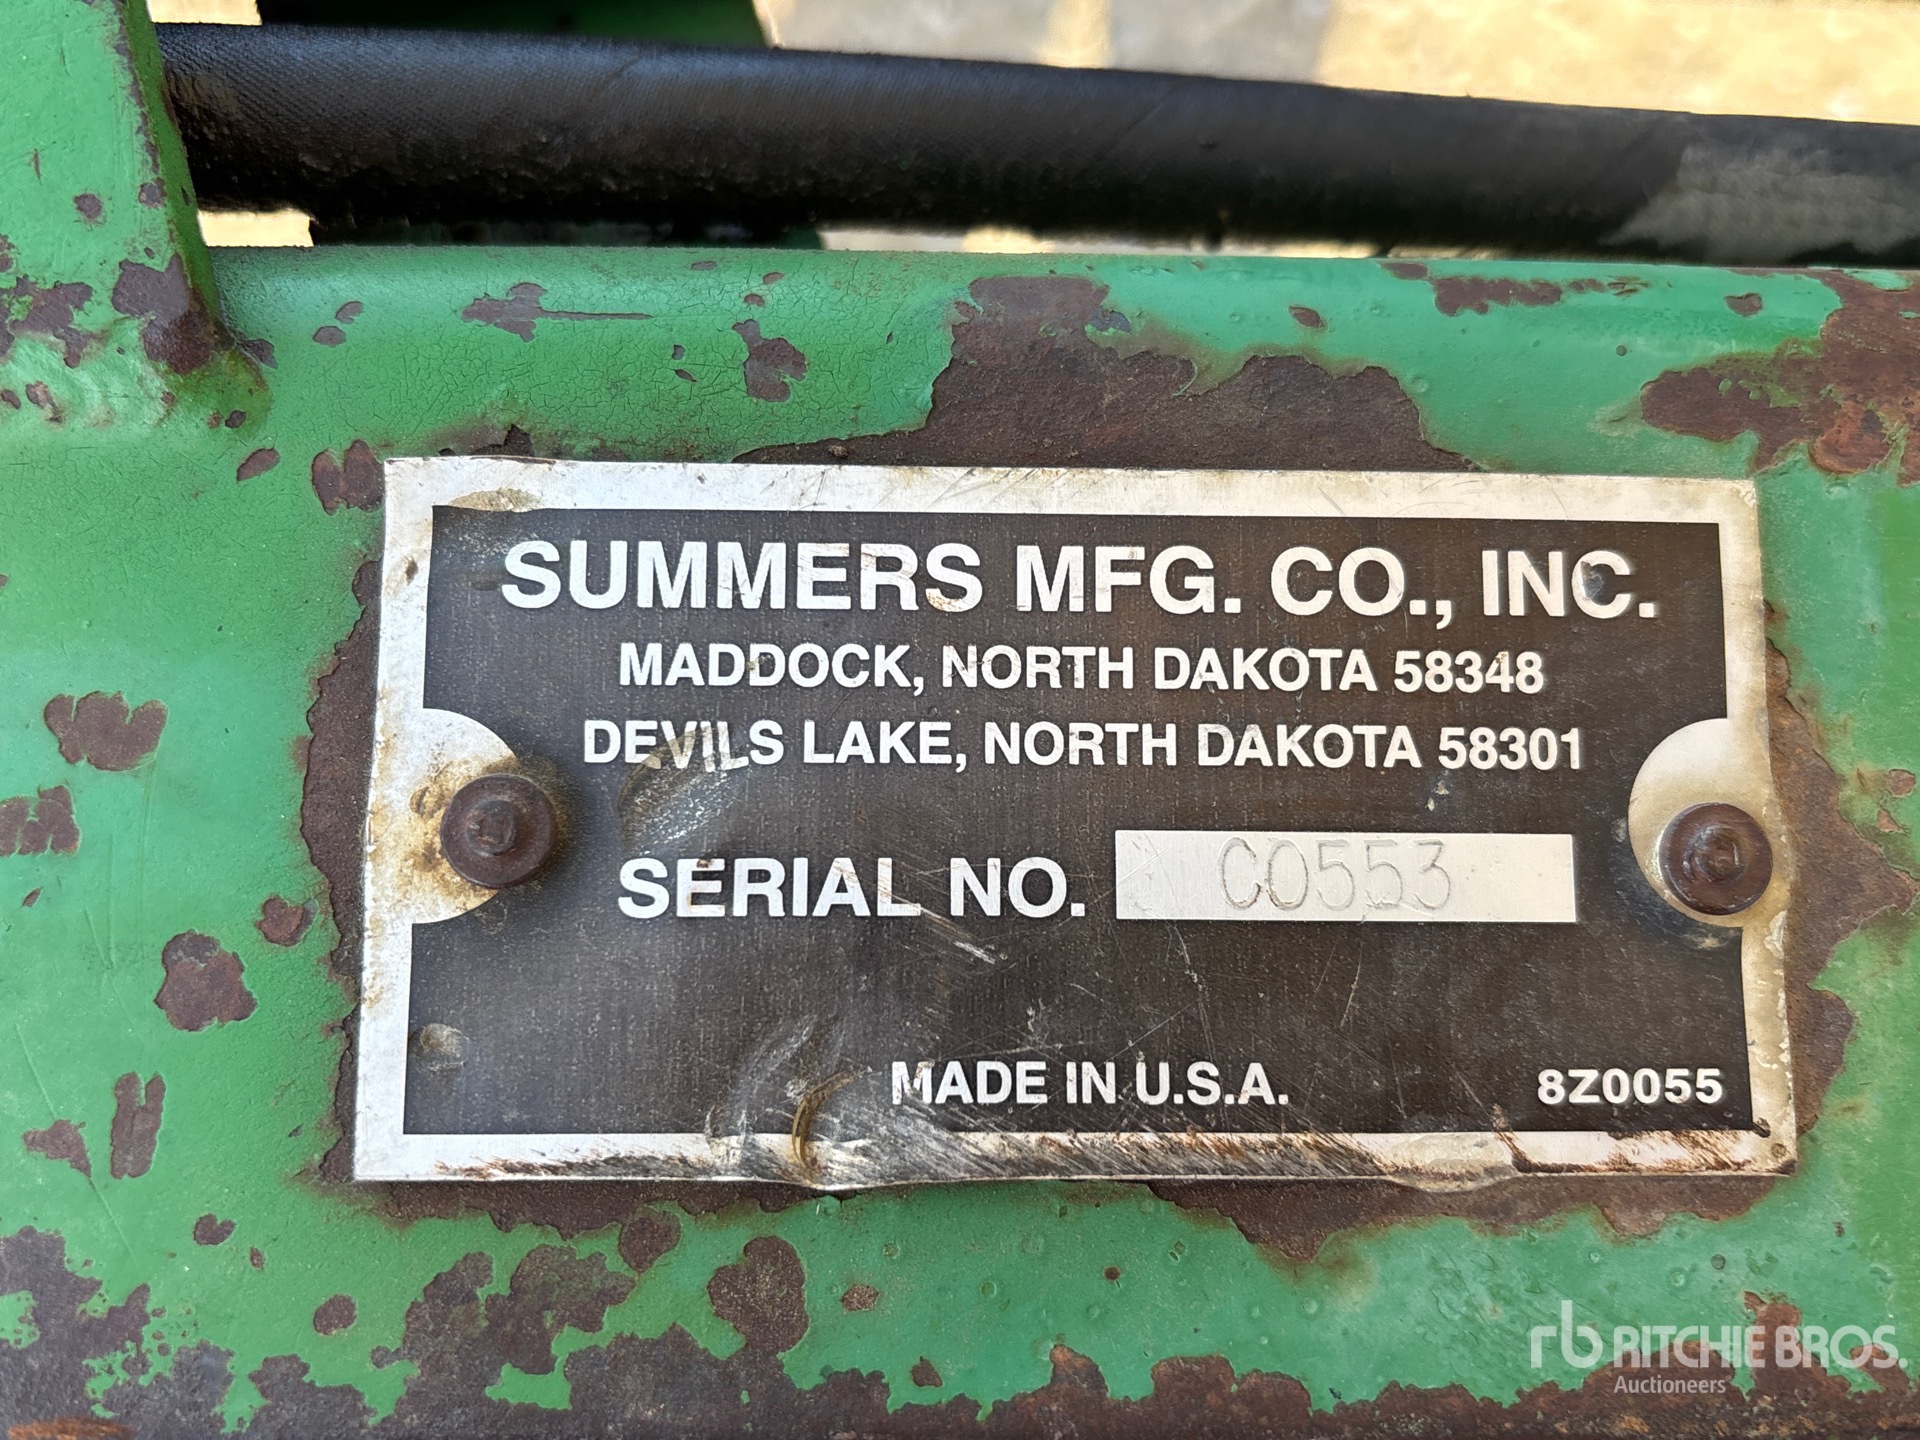 SUMMERS MFG. CO., INC.
MADDOCK, NORTH DAKOTA 58348
DEVILS LAKE, NORTH DAKOTA 58301
SERIAL NO. C0553
MADE IN U.S.A. 8Z0055
rb RITCHIE BROS.
Auctioneers